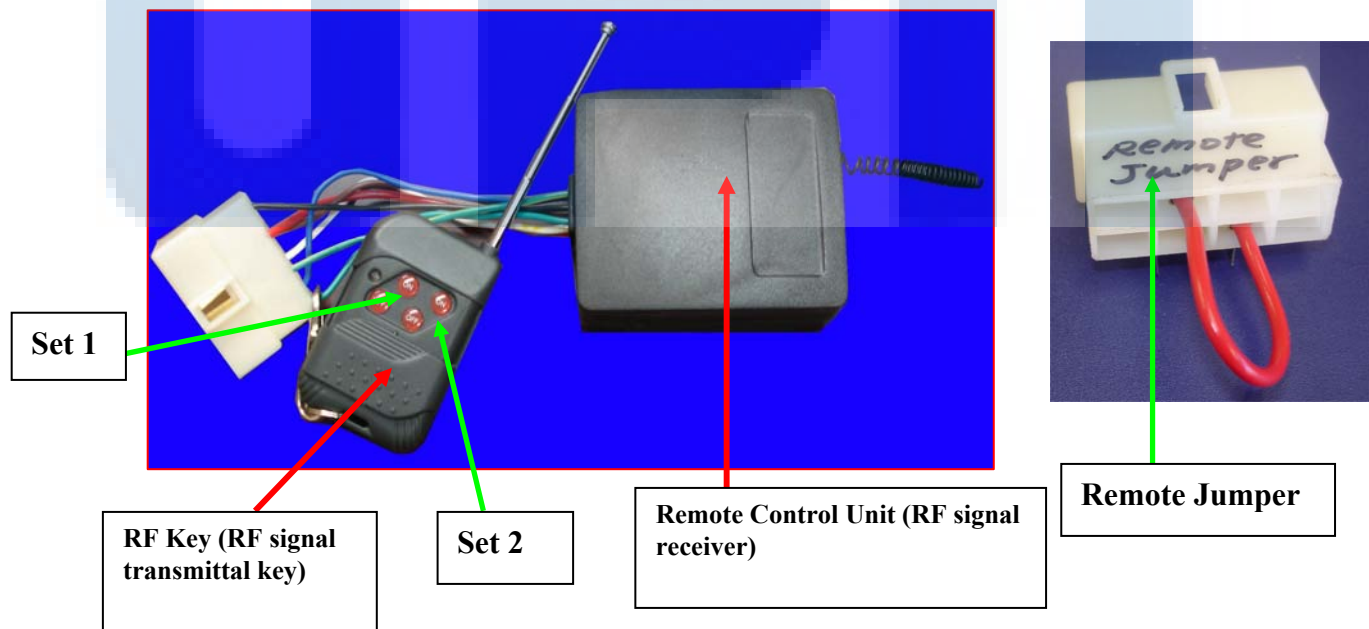 Remote
Jumper
Set 1
RF Key (RF signal
transmittal key)
Set 2
Remote Control Unit (RF signal
receiver)
Remote Jumper